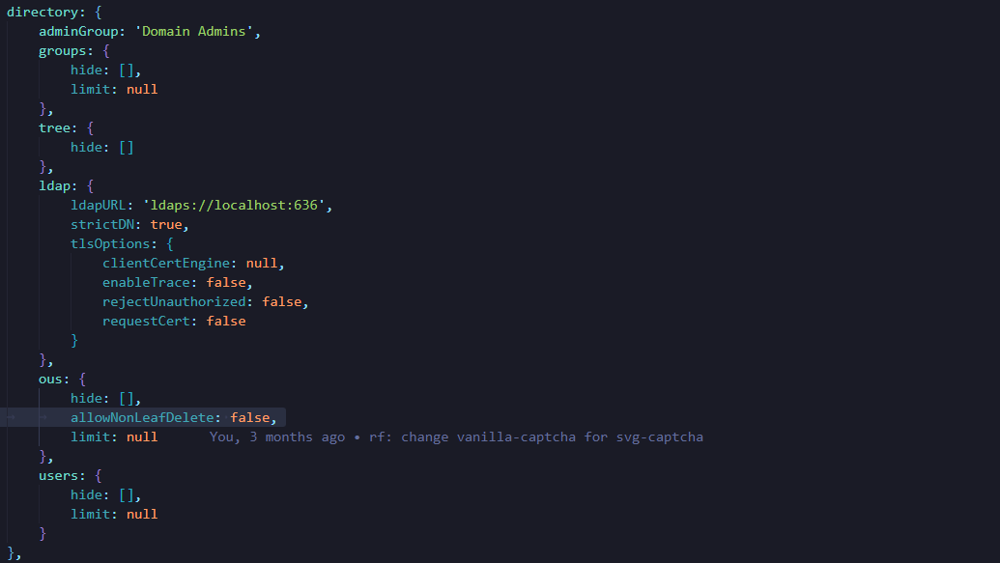 directory: {
adminGroup: 'Domain Admins',
groups: {
hide: [],
limit: null
},
tree: {
hide: []
},
ldap: {
ldapURL: 'ldaps://localhost:636',
strictDN: true,
tlsOptions: {
clientCertEngine: null,
enableTrace: false,
rejectUnauthorized: false,
requestCert: false
}
},
ous: {
hide: [],
allowNonLeafDelete: false,
limit: null You, 3 months ago • rf: change vanilla-captcha for svg-captcha
},
users: {
hide: [],
limit: null
}
},